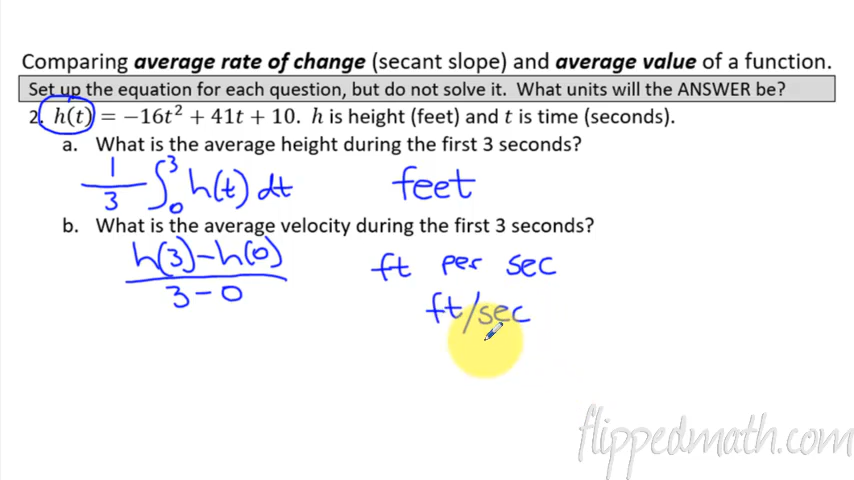 Comparing average rate of change (secant slope) and average value of a function.
Set up the equation for each question, but do not solve it. What units will the ANSWER be?
2. h(t) = −16t² + 41t + 10. h is height (feet) and t is time (seconds).
a. What is the average height during the first 3 seconds?
1/3 ∫₀³ h(t) dt feet
b. What is the average velocity during the first 3 seconds?
h(3) − h(0) / 3 − 0 ft per sec
ft/sec
flippedmath.com